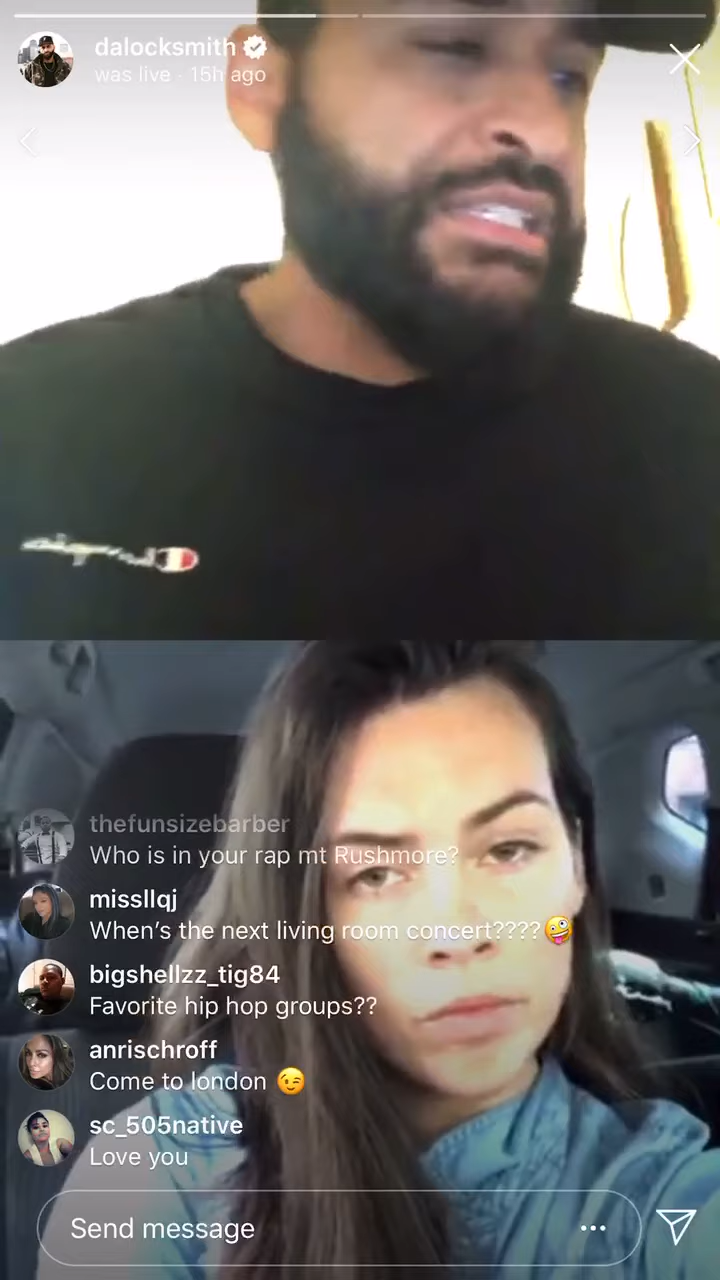 dalocksmith
was live · 15h ago
thefunsizebarber
Who is in your rap mt Rushmore?
missllqj
When's the next living room concert???? 🤪
bigshellzz_tig84
Favorite hip hop groups??
anrischroff
Come to london 😉
sc_505native
Love you
Send message